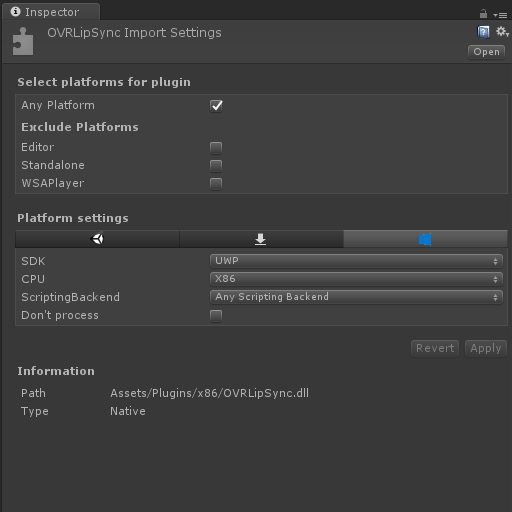 Inspector
OVRLipSync Import Settings
Open
Select platforms for plugin
Any Platform
Exclude Platforms
Editor
Standalone
WSAPlayer
Platform settings
SDK UWP
CPU X86
ScriptingBackend Any Scripting Backend
Don't process
Revert Apply
Information
Path Assets/Plugins/x86/OVRLipSync.dll
Type Native